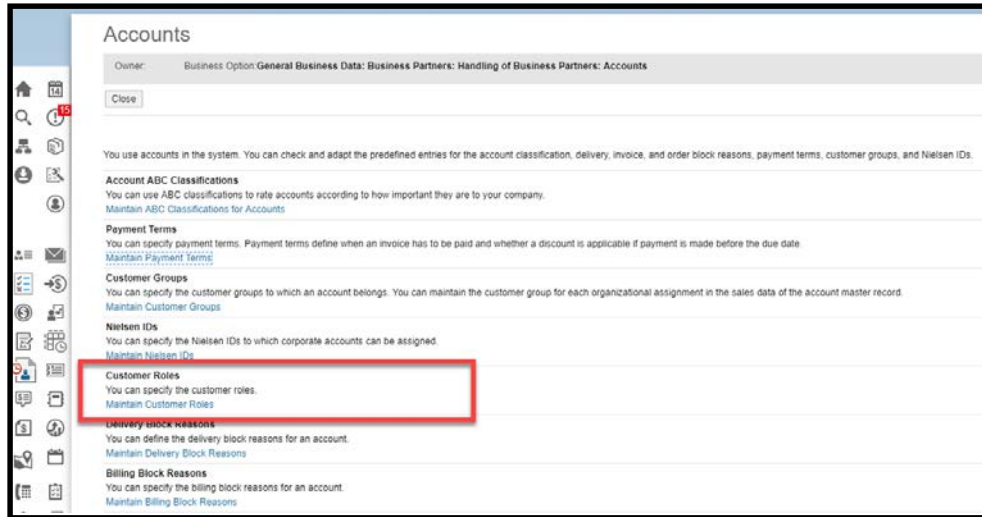 Accounts
Owner: Business Option:General Business Data: Business Partners: Handling of Business Partners: Accounts
Close
14
15
You use accounts in the system. You can check and adapt the predefined entries for the account classification, delivery, invoice, and order block reasons, payment terms, customer groups, and Nielsen IDs.
Account ABC Classifications
You can use ABC classifications to rate accounts according to how important they are to your company.
Maintain ABC Classifications for Accounts
Payment Terms
You can specify payment terms. Payment terms define when an invoice has to be paid and whether a discount is applicable if payment is made before the due date.
Maintain Payment Terms
Customer Groups
You can specify the customer groups to which an account belongs. You can maintain the customer group for each organizational assignment in the sales data of the account master record.
Maintain Customer Groups
Nielsen IDs
You can specify the Nielsen IDs to which corporate accounts can be assigned.
Maintain Nielsen IDs
Customer Roles
You can specify the customer roles.
Maintain Customer Roles
Delivery Block Reasons
You can define the delivery block reasons for an account.
Maintain Delivery Block Reasons
Billing Block Reasons
You can specify the billing block reasons for an account.
Maintain Billing Block Reasons